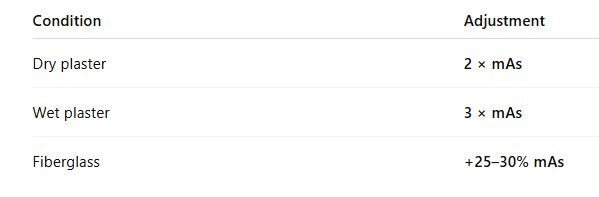 Condition Adjustment
Dry plaster 2 × mAs
Wet plaster 3 × mAs
Fiberglass +25–30% mAs